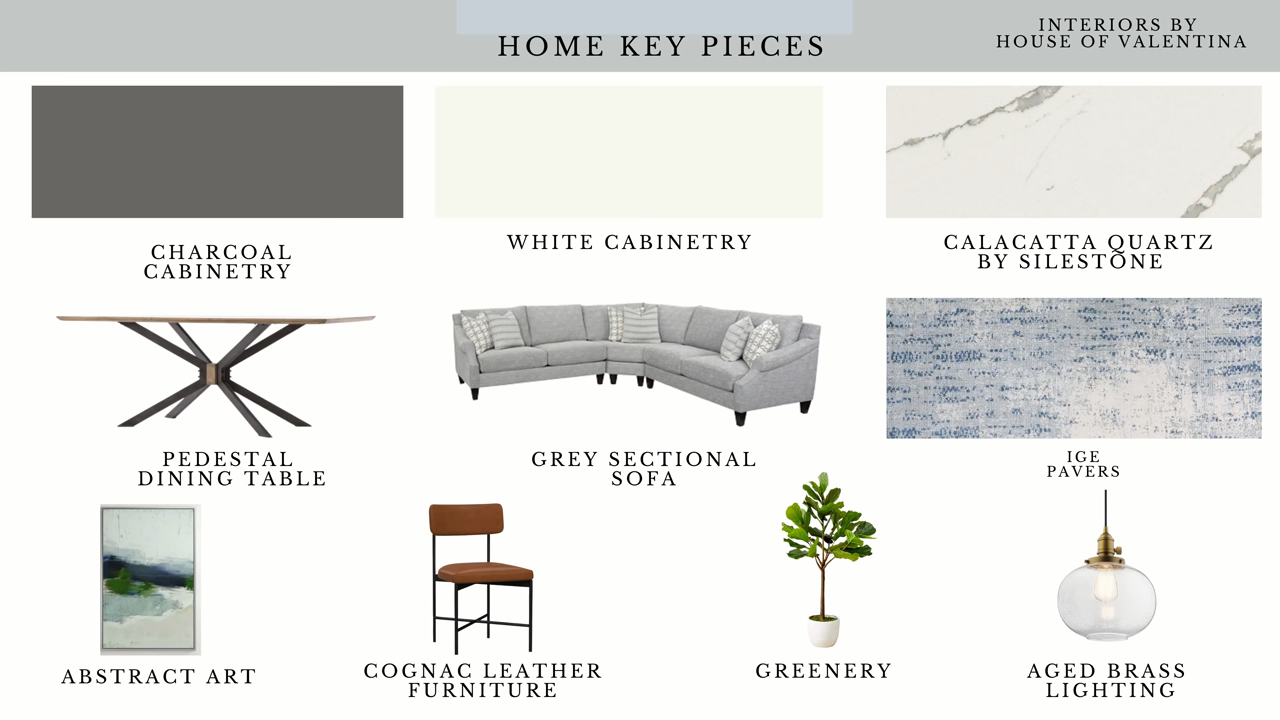 HOME KEY PIECES
INTERIORS BY
HOUSE OF VALENTINA
CHARCOAL
CABINETRY
WHITE CABINETRY
CALACATTA QUARTZ
BY SILESTONE
PEDESTAL
DINING TABLE
GREY SECTIONAL
SOFA
IGE
PAVERS
ABSTRACT ART
COGNAC LEATHER
FURNITURE
GREENERY
AGED BRASS
LIGHTING